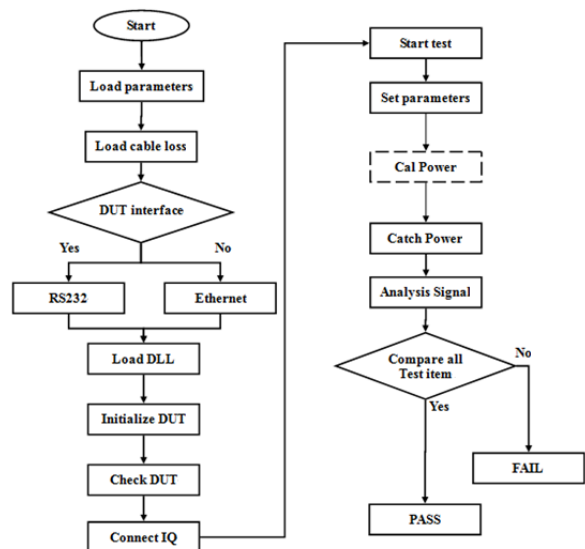 Start
Load parameters
Load cable loss
DUT interface
Yes
No
RS232
Ethernet
Load DLL
Initialize DUT
Check DUT
Connect IQ
Start test
Set parameters
Cal Power
Catch Power
Analysis Signal
Compare all
Test item
No
Yes
FAIL
PASS